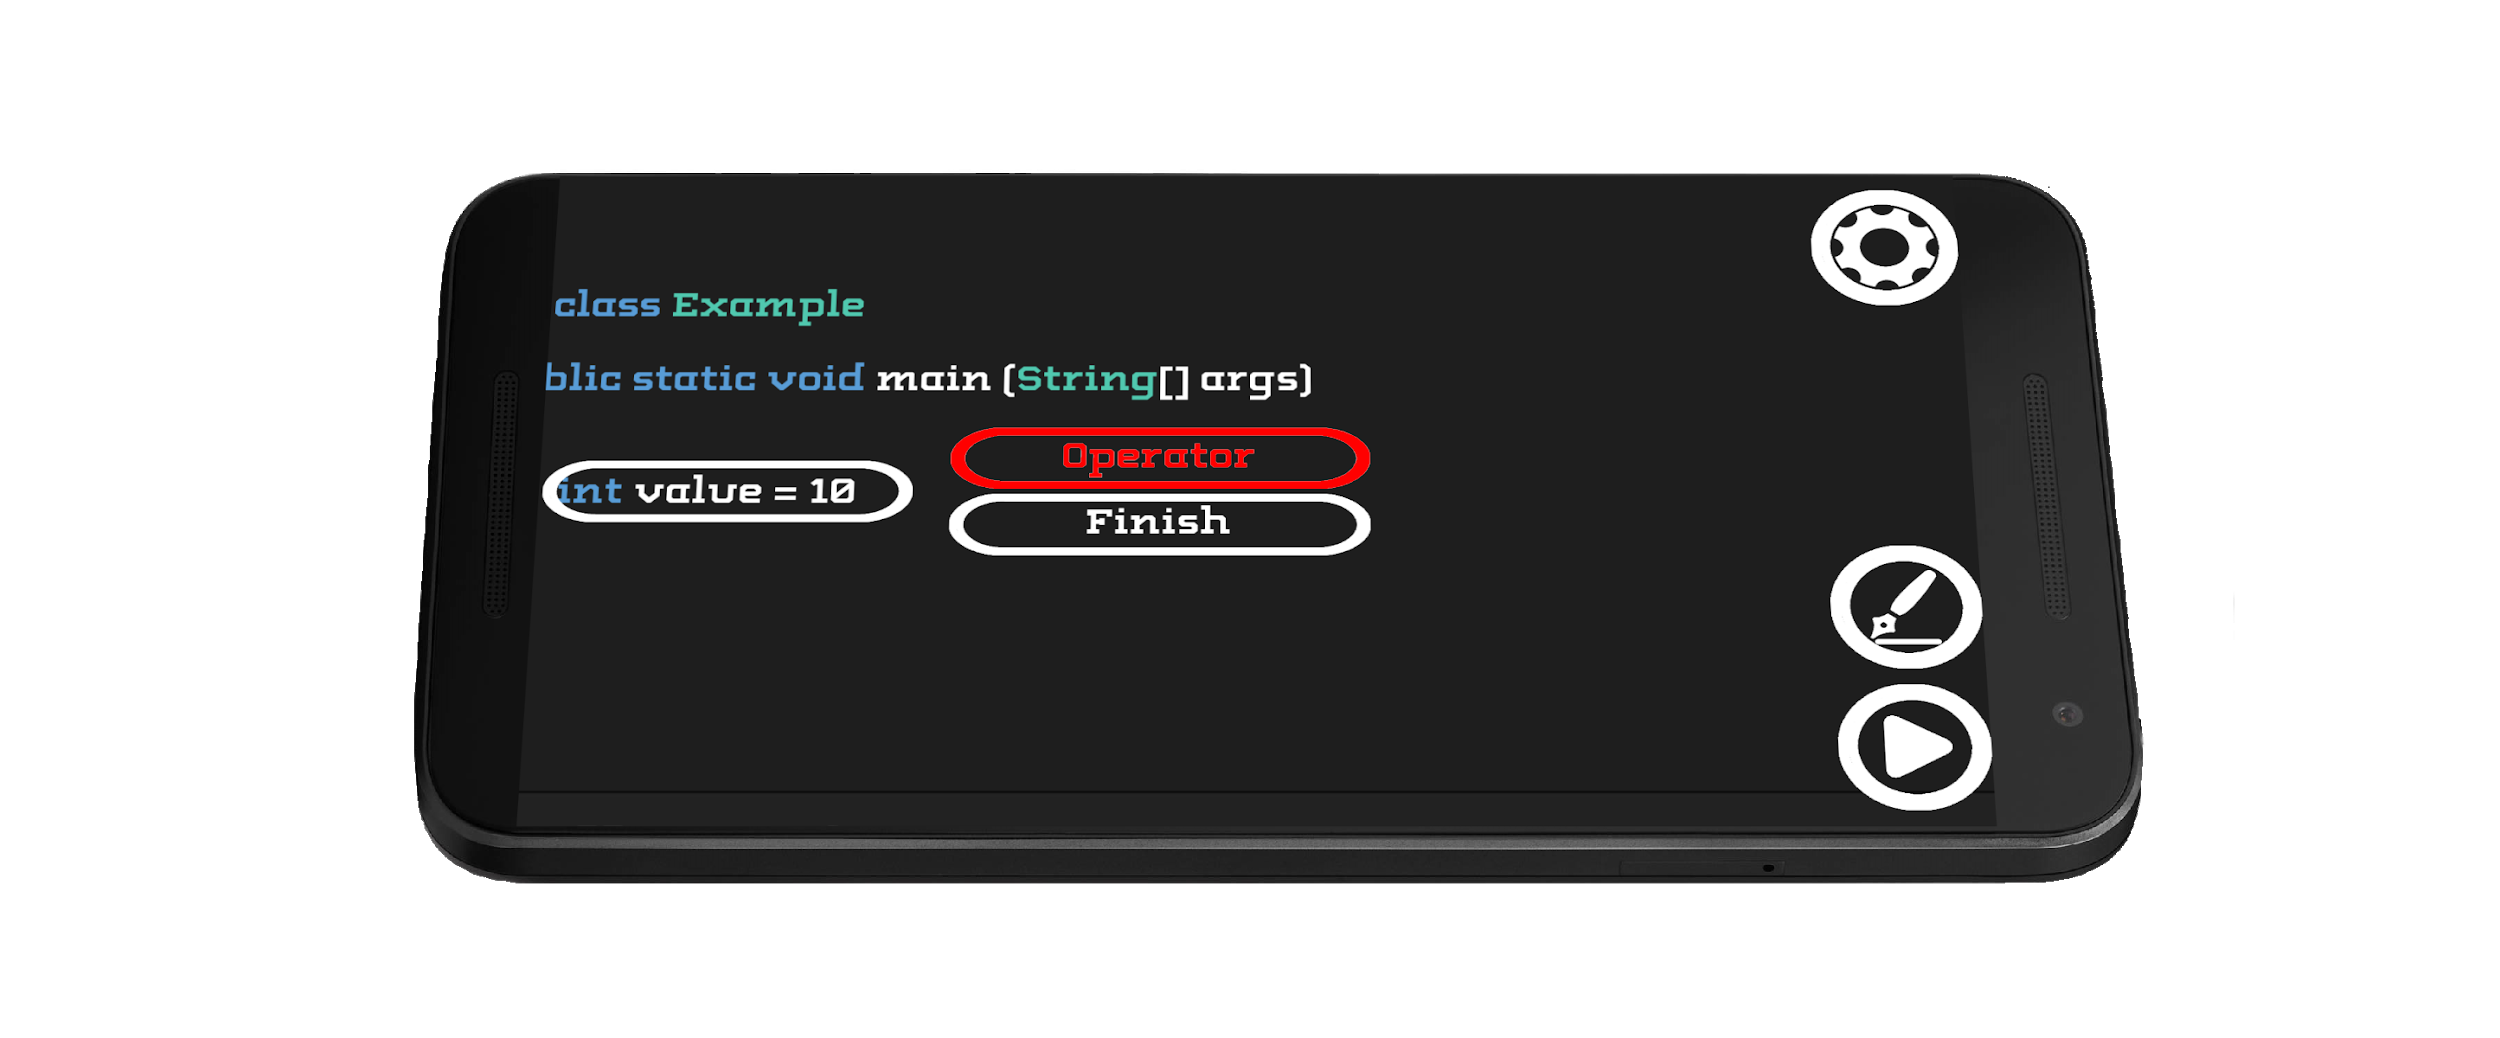 class Example
blic static void main (String[] args)
int value = 10
Operator
Finish